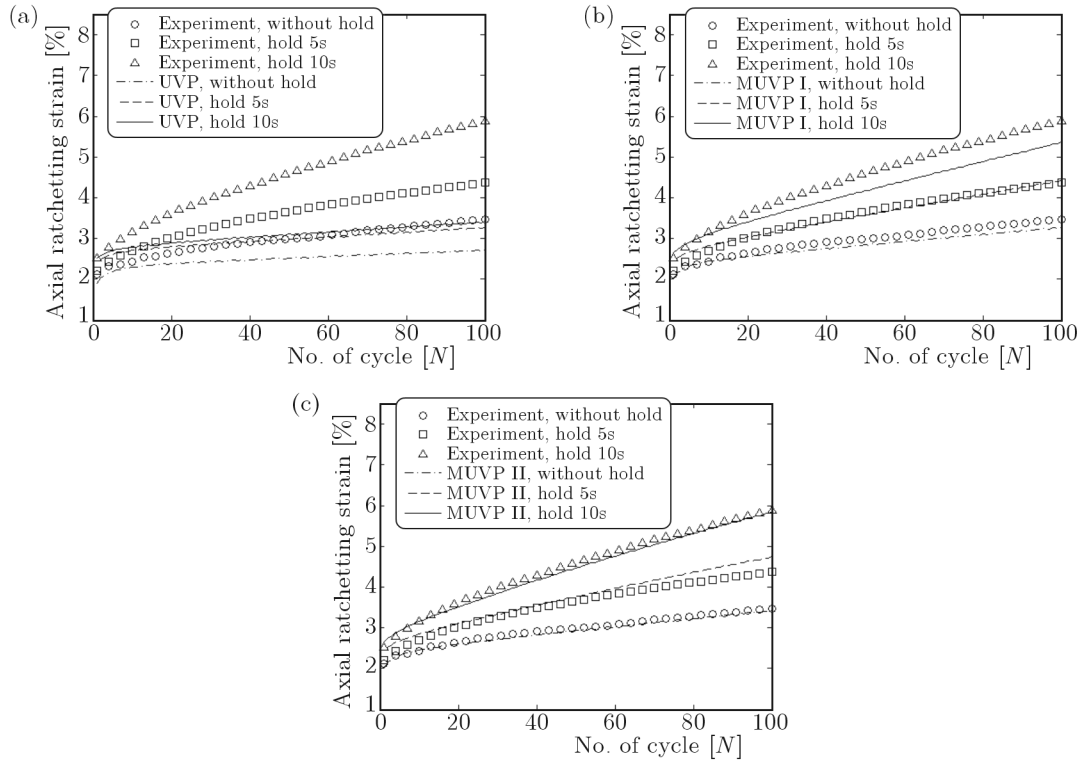 (a)
Axial ratchetting strain [%]
8
7
6
5
4
3
2
1
Experiment, without hold
Experiment, hold 5s
Experiment, hold 10s
UVP, without hold
UVP, hold 5s
UVP, hold 10s
0 20 40 60 80 100
No. of cycle [N]
(b)
Axial ratchetting strain [%]
8
7
6
5
4
3
2
1
Experiment, without hold
Experiment, hold 5s
Experiment, hold 10s
MUVP I, without hold
MUVP I, hold 5s
MUVP I, hold 10s
0 20 40 60 80 100
No. of cycle [N]
(c)
Axial ratchetting strain [%]
8
7
6
5
4
3
2
1
Experiment, without hold
Experiment, hold 5s
Experiment, hold 10s
MUVP II, without hold
MUVP II, hold 5s
MUVP II, hold 10s
0 20 40 60 80 100
No. of cycle [N]